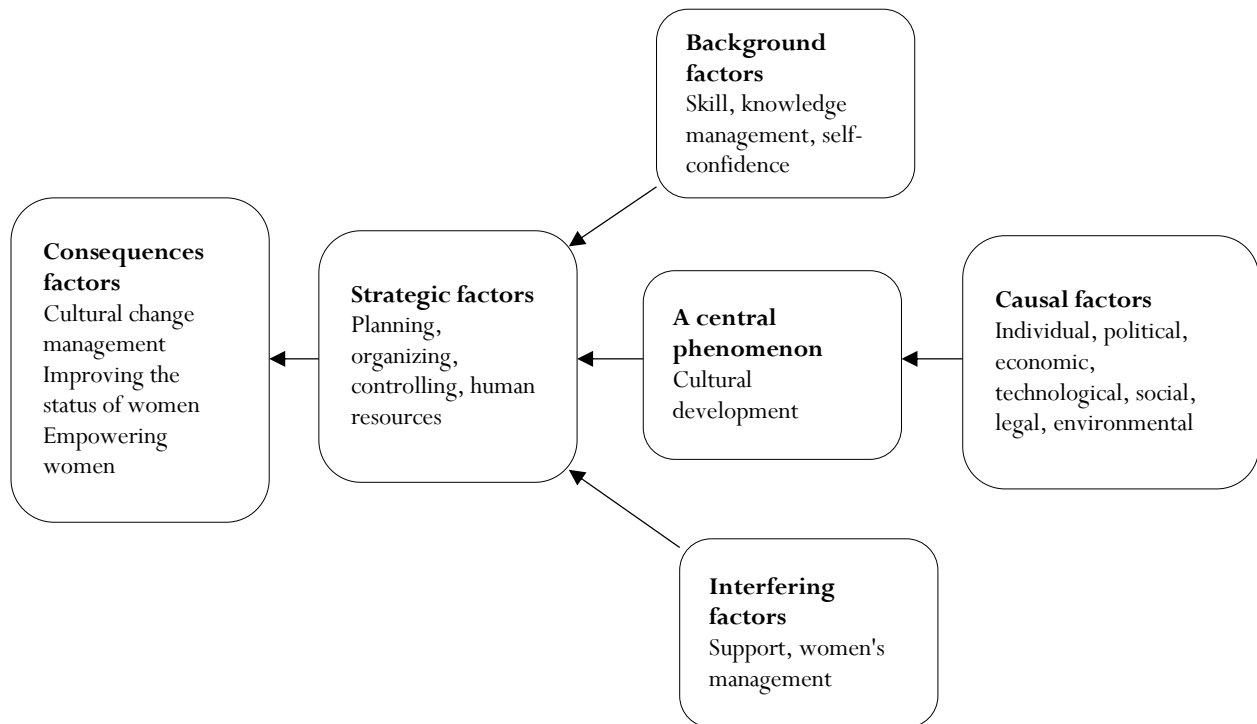 Background
factors
Skill, knowledge
management, self-
confidence
Consequences
factors
Cultural change
management
Improving the
status of women
Empowering
women
Strategic factors
Planning,
organizing,
controlling, human
resources
A central
phenomenon
Cultural
development
Causal factors
Individual, political,
economic,
technological, social,
legal, environmental
Interfering
factors
Support, women's
management